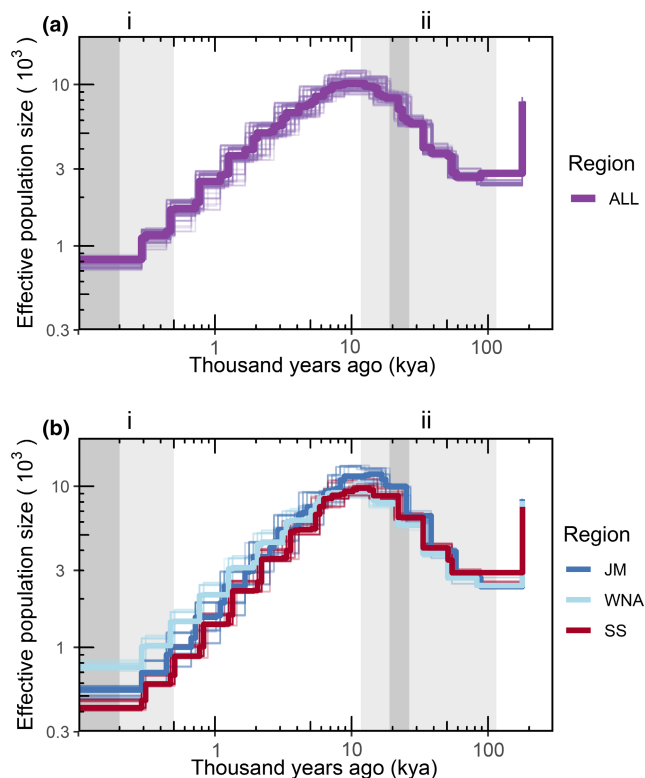 (a)
i
ii
Effective population size ( 10³)
10
3
1
0.3
1
10
100
Thousand years ago (kya)
Region
ALL
(b)
i
ii
Effective population size ( 10³)
10
3
1
0.3
1
10
100
Thousand years ago (kya)
Region
JM
WNA
SS